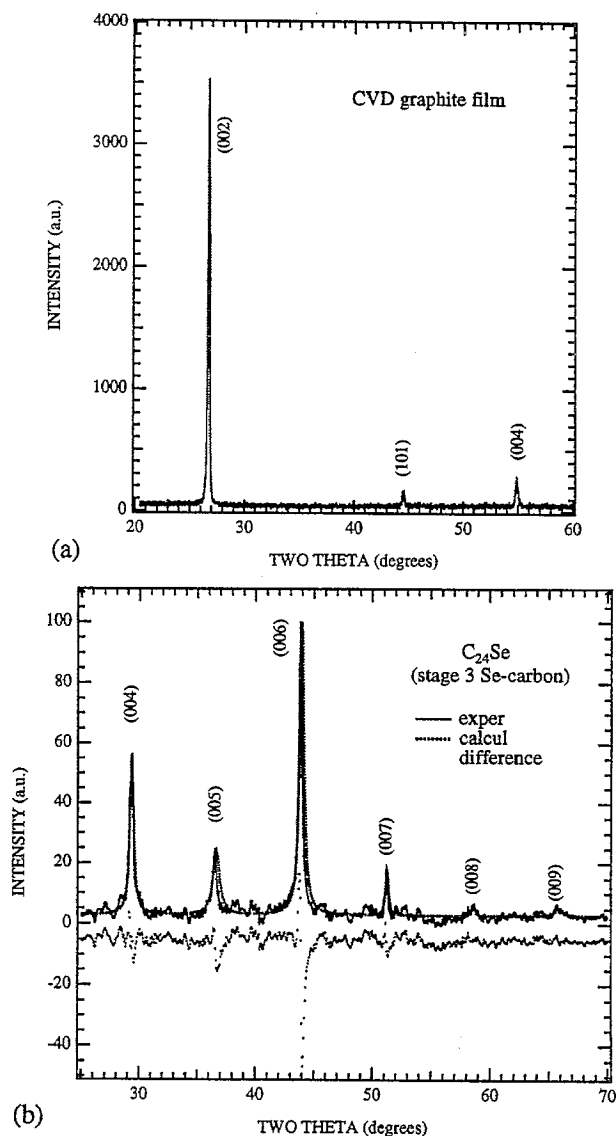 4000
3000
2000
1000
0
INTENSITY (a.u.)
CVD graphite film
(002)
(101)
(004)
20
30
40
50
60
TWO THETA (degrees)
(a)
100
80
60
40
20
0
-20
-40
INTENSITY (a.u.)
(004)
(005)
(006)
(007)
(008)
(009)
C₂₄Se
(stage 3 Se-carbon)
exper
calcul
difference
30
40
50
60
70
TWO THETA (degrees)
(b)